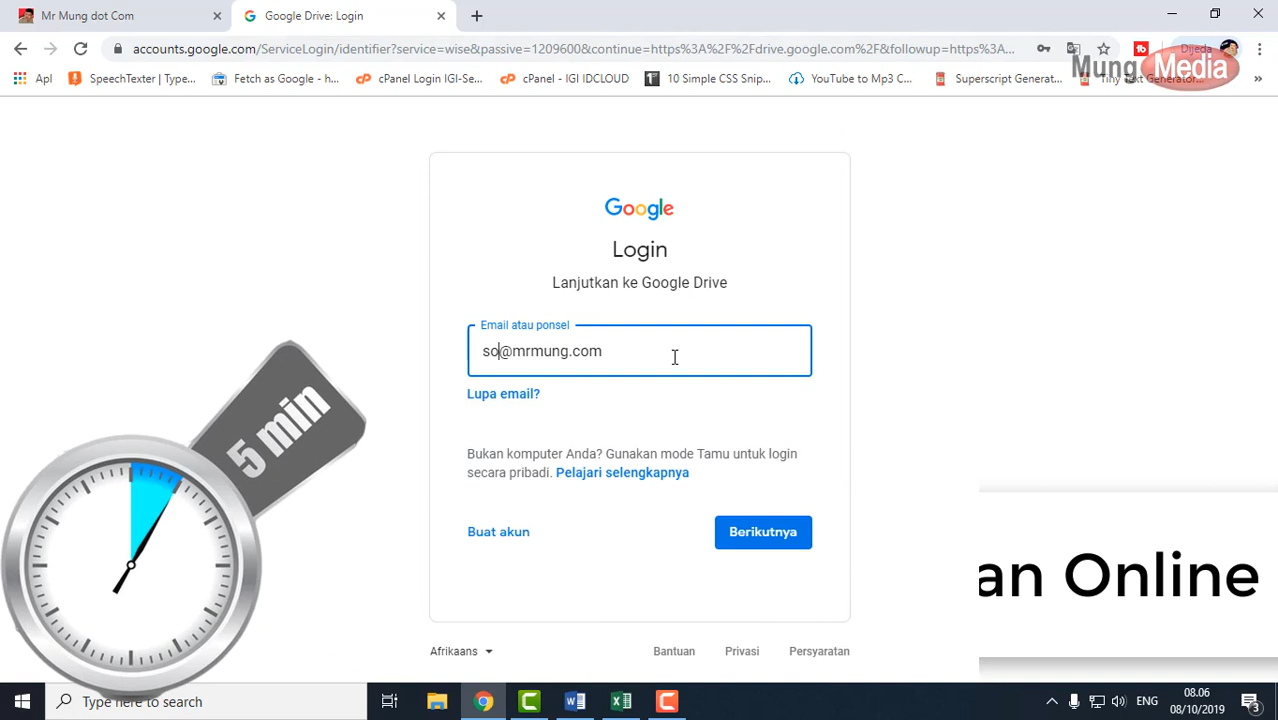 Mr Mung dot Com
Google Drive: Login
accounts.google.com/ServiceLogin/identifier?service=wise&passive=1209600&continue=https%3A%2F%2Fdrive.google.com%2F&followup=https%3A...
Dijeda
Mung Media
Apl
SpeechTexter | Type...
Fetch as Google - h...
cPanel Login IGI-Se...
cPanel - IGI IDCLOUD
10 Simple CSS Snip...
YouTube to Mp3 C...
Superscript Generat...
Tiny Text Generator...
Google
Login
Lanjutkan ke Google Drive
Email atau ponsel
so@mrmung.com
Lupa email?
Bukan komputer Anda? Gunakan mode Tamu untuk login
secara pribadi. Pelajari selengkapnya
Buat akun
Berikutnya
5 min
an Online
Afrikaans
Bantuan
Privasi
Persyaratan
Type here to search
ENG
08.06
08/10/2019
3